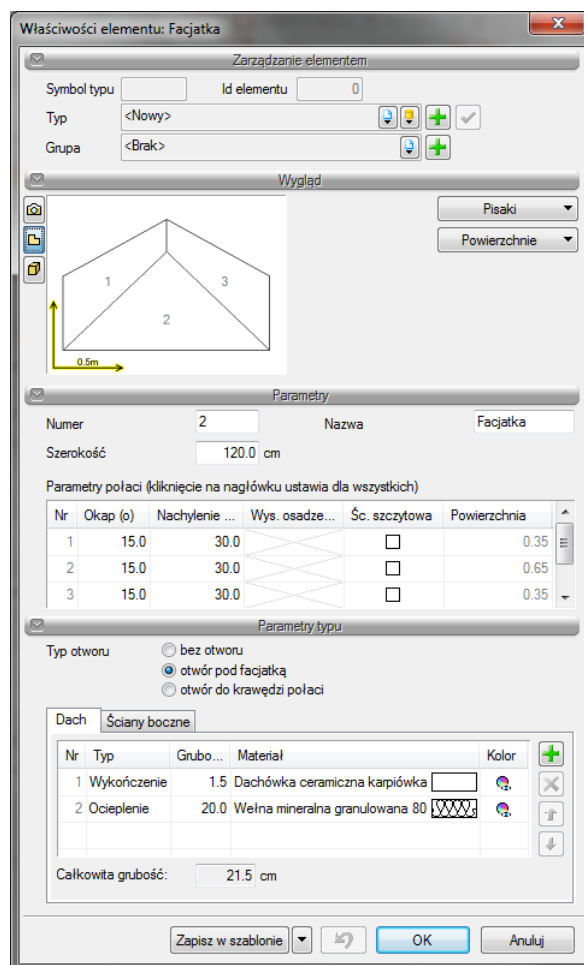 Właściwości elementu: Facjatka
Zarządzanie elementem
Symbol typu Id elementu 0
Typ <Nowy>
Grupa <Brak>
Wygląd
Pisaki
Powierzchnie
1 3
2
0.5m
Parametry
Numer 2 Nazwa Facjatka
Szerokość 120.0 cm
Parametry połaci (kliknięcie na nagłówku ustawia dla wszystkich)
Nr Okap (o) Nachylenie ... Wys. osadze... Śc. szczytowa Powierzchnia
1 15.0 30.0 0.35
2 15.0 30.0 0.65
3 15.0 30.0 0.35
Parametry typu
Typ otworu bez otworu
otwór pod facjatką
otwór do krawędzi połaci
Dach Ściany boczne
Nr Typ Grubo... Materiał Kolor
1 Wykończenie 1.5 Dachówka ceramiczna karpiówka
2 Ocieplenie 20.0 Wełna mineralna granulowana 80
Całkowita grubość: 21.5 cm
Zapisz w szablonie OK Anuluj